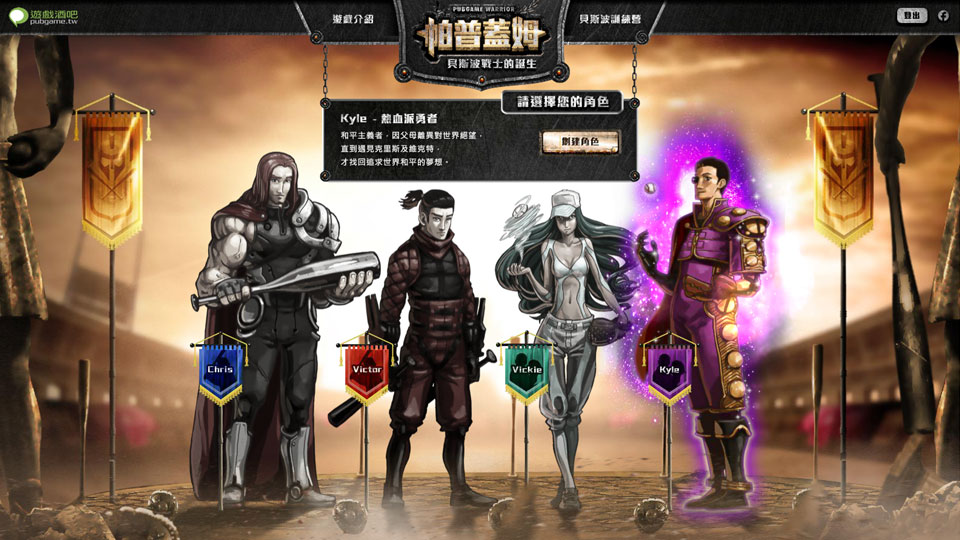 遊戲酒吧
pubgame.tw
遊戲介紹
PUBGAME WARRIOR
帕普蓋姆
貝斯波戰士的誕生
貝斯波訓練營
登出
請選擇您的角色
Kyle - 熱血派勇者
和平主義者，因父母離異對世界絕望，
直到遇見克里斯及維克特，
才找回追求世界和平的夢想。
創建角色
Chris
Victor
Vickie
Kyle